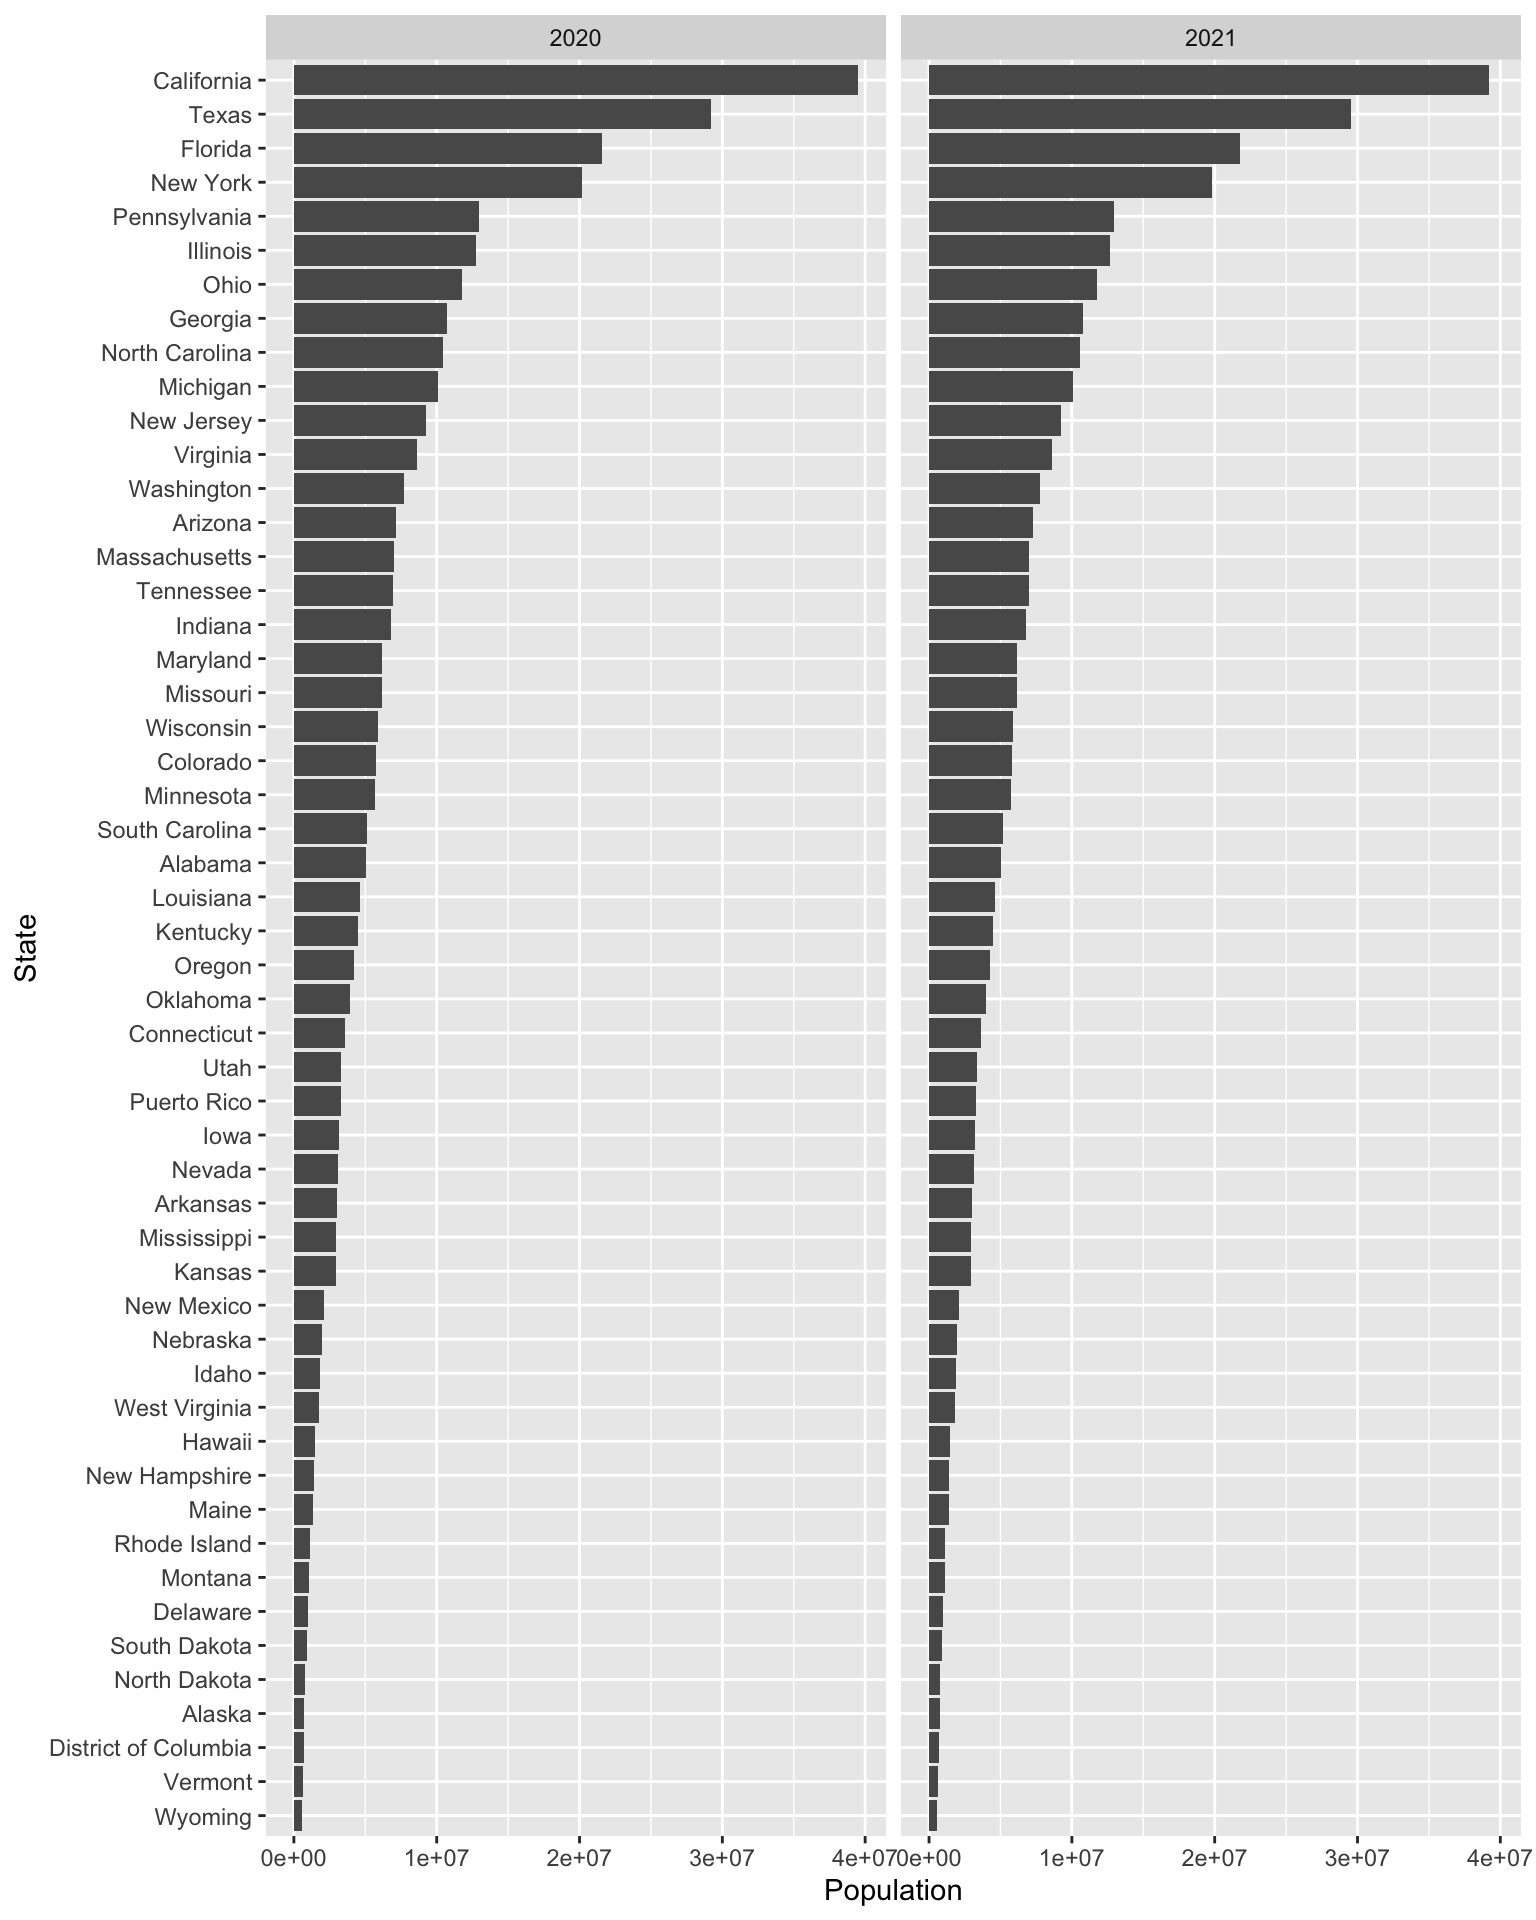 2020
2021
California
Texas
Florida
New York
Pennsylvania
Illinois
Ohio
Georgia
North Carolina
Michigan
New Jersey
Virginia
Washington
Arizona
Massachusetts
Tennessee
Indiana
Maryland
Missouri
Wisconsin
Colorado
Minnesota
South Carolina
Alabama
Louisiana
Kentucky
Oregon
Oklahoma
Connecticut
Utah
Puerto Rico
Iowa
Nevada
Arkansas
Mississippi
Kansas
New Mexico
Nebraska
Idaho
West Virginia
Hawaii
New Hampshire
Maine
Rhode Island
Montana
Delaware
South Dakota
North Dakota
Alaska
District of Columbia
Vermont
Wyoming
State
0e+00 1e+07 2e+07 3e+07 4e+07 0e+00 1e+07 2e+07 3e+07 4e+07
Population